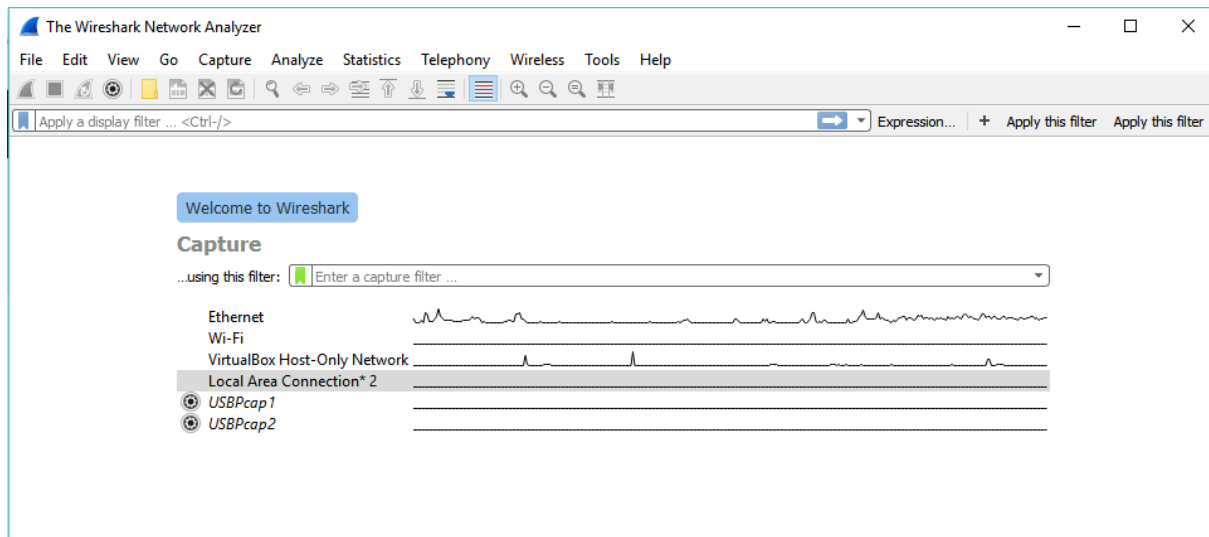 The Wireshark Network Analyzer
File Edit View Go Capture Analyze Statistics Telephony Wireless Tools Help
Apply a display filter ... <Ctrl-/> Expression... + Apply this filter Apply this filter
Welcome to Wireshark
Capture
...using this filter: Enter a capture filter ...
Ethernet
Wi-Fi
VirtualBox Host-Only Network
Local Area Connection* 2
USBPcap1
USBPcap2